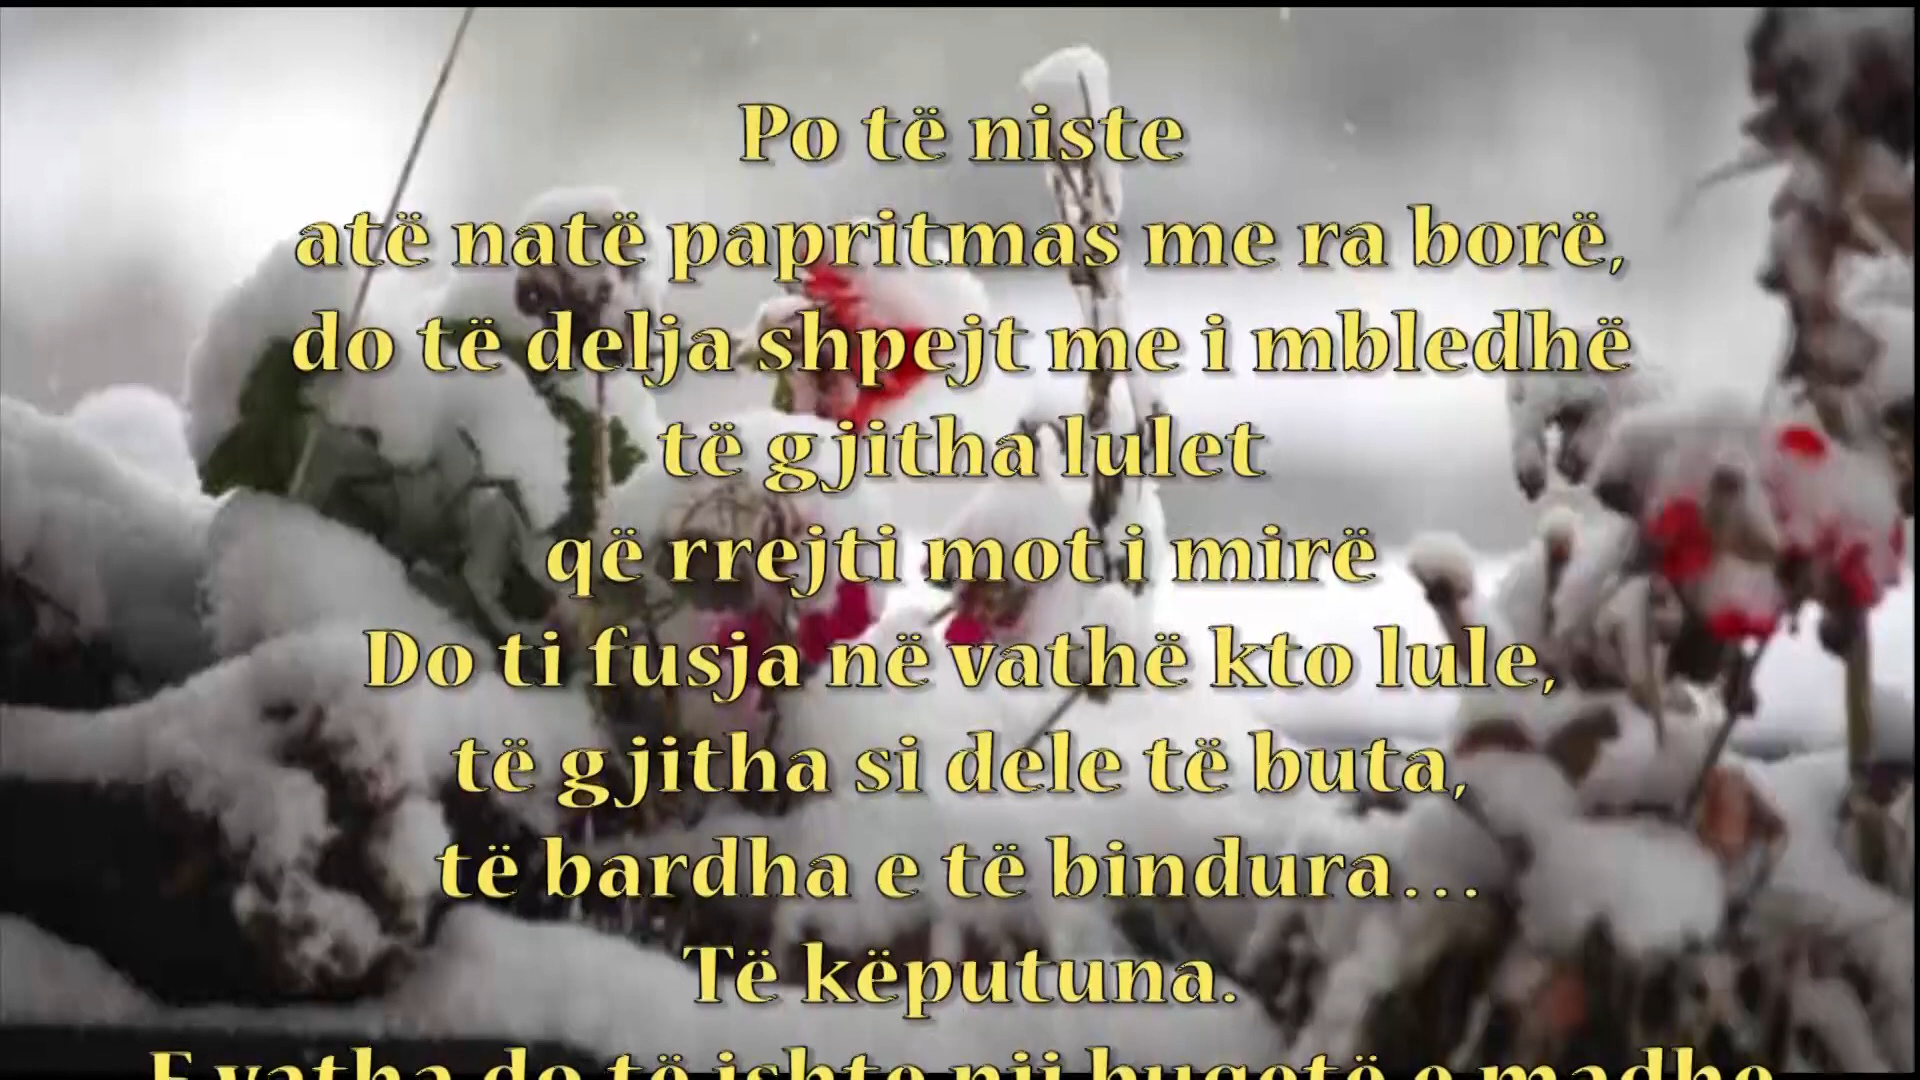 Po të niste
atë natë papritmas me ra borë,
do të delja shpejt me i mbledhë
të gjitha lulet
që rrejti mot i mirë
Do ti fusja në vathë kto lule,
të gjitha si dele të buta,
të bardha e të bindura…
Të këputuna.
E vatha do të ishte nji buqetë e madhe